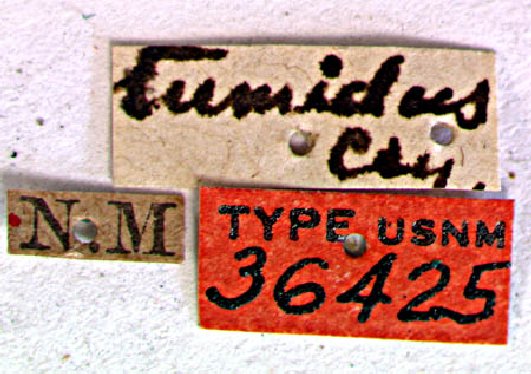 tumidus
Csy.
N.M
TYPE USNM
36425